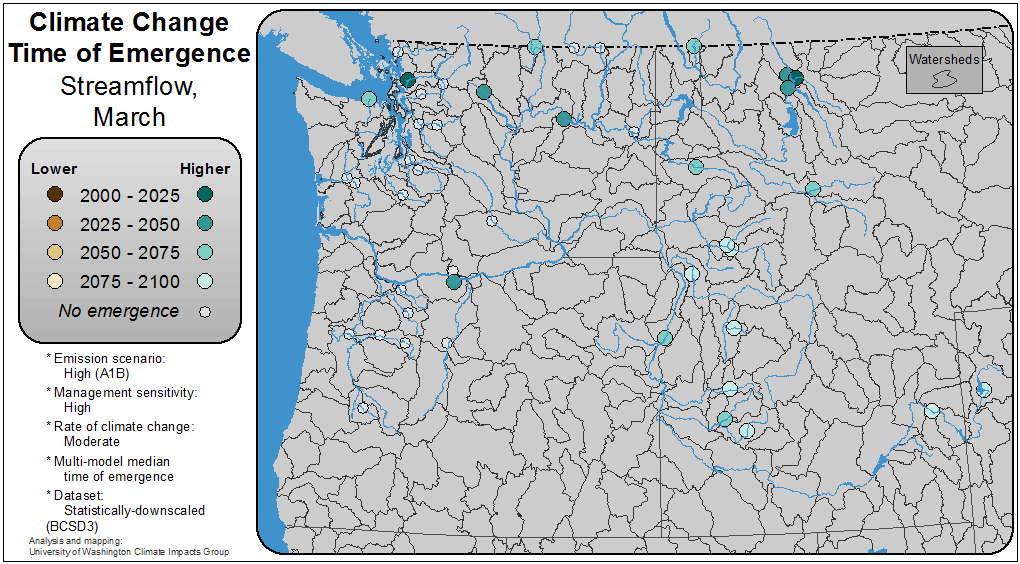 Climate Change
Time of Emergence
Streamflow,
March
Lower Higher
2000 - 2025
2025 - 2050
2050 - 2075
2075 - 2100
No emergence
* Emission scenario:
High (A1B)
* Management sensitivity:
High
* Rate of climate change:
Moderate
* Multi-model median
time of emergence
* Dataset:
Statistically-downscaled
(BCSD3)
Analysis and mapping:
University of Washington Climate Impacts Group
Watersheds